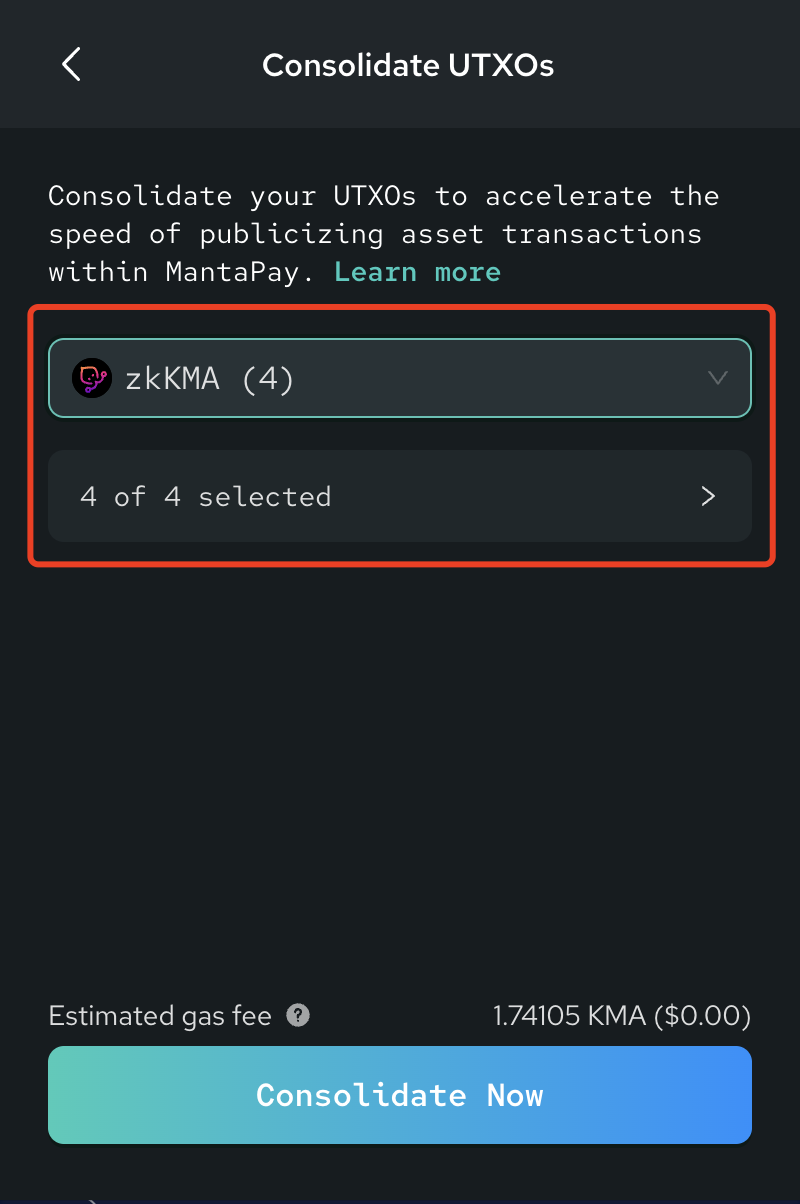 Consolidate UTXOs
Consolidate your UTXOs to accelerate the
speed of publicizing asset transactions
within MantaPay. Learn more
zkKMA (4)
4 of 4 selected
Estimated gas fee ? 1.74105 KMA ($0.00)
Consolidate Now